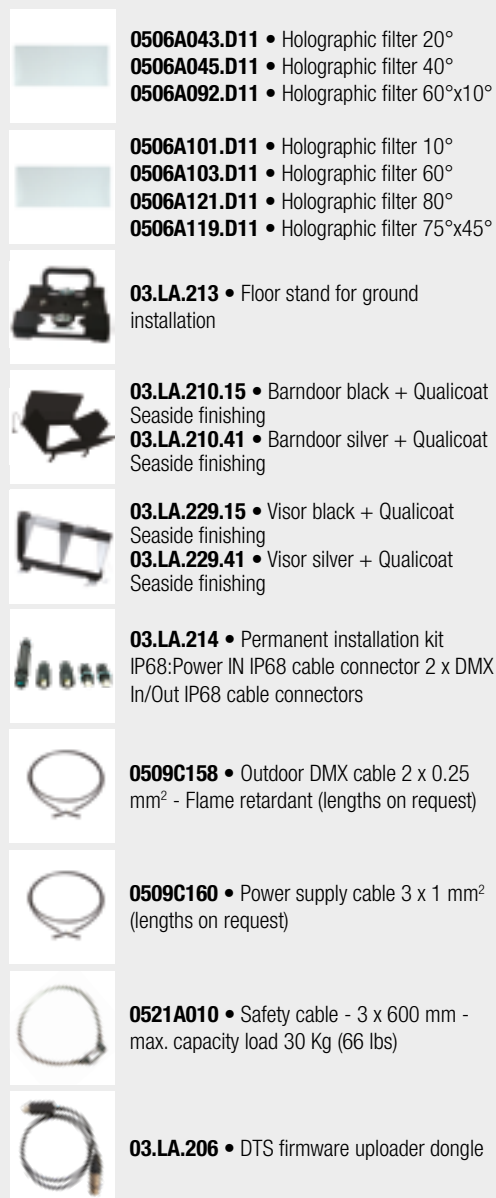 0506A043.D11 • Holographic filter 20°
0506A045.D11 • Holographic filter 40°
0506A092.D11 • Holographic filter 60°x10°
0506A101.D11 • Holographic filter 10°
0506A103.D11 • Holographic filter 60°
0506A121.D11 • Holographic filter 80°
0506A119.D11 • Holographic filter 75°x45°
03.LA.213 • Floor stand for ground
installation
03.LA.210.15 • Barndoor black + Qualicoat
Seaside finishing
03.LA.210.41 • Barndoor silver + Qualicoat
Seaside finishing
03.LA.229.15 • Visor black + Qualicoat
Seaside finishing
03.LA.229.41 • Visor silver + Qualicoat
Seaside finishing
03.LA.214 • Permanent installation kit
IP68:Power IN IP68 cable connector 2 x DMX
In/Out IP68 cable connectors
0509C158 • Outdoor DMX cable 2 x 0.25
mm² - Flame retardant (lengths on request)
0509C160 • Power supply cable 3 x 1 mm²
(lengths on request)
0521A010 • Safety cable - 3 x 600 mm -
max. capacity load 30 Kg (66 lbs)
03.LA.206 • DTS firmware uploader dongle